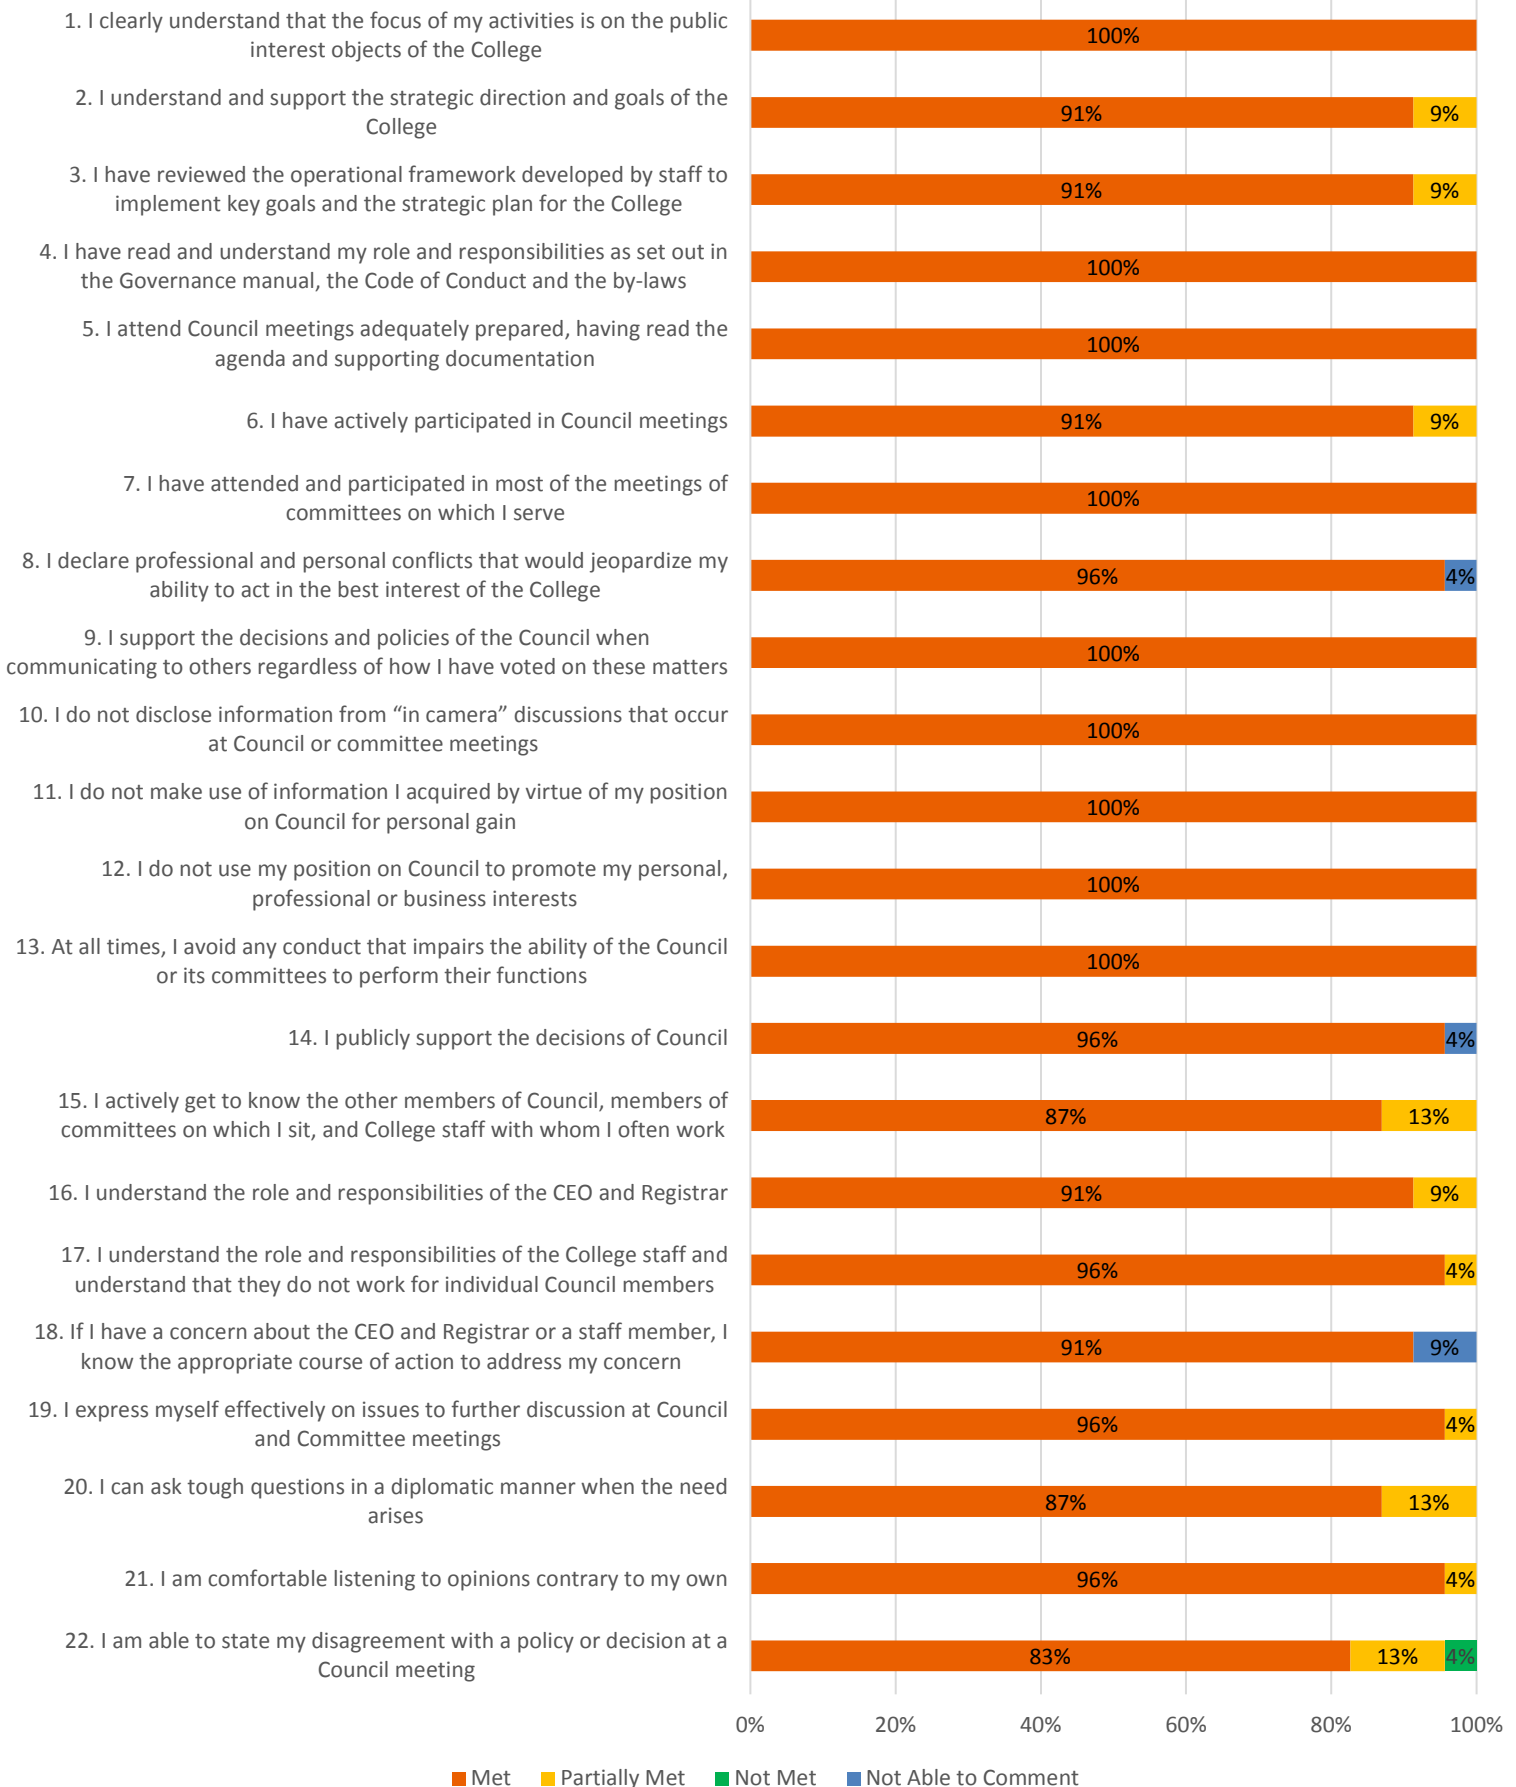 1. I clearly understand that the focus of my activities is on the public
interest objects of the College
100%
2. I understand and support the strategic direction and goals of the
College
91% 9%
3. I have reviewed the operational framework developed by staff to
implement key goals and the strategic plan for the College
91% 9%
4. I have read and understand my role and responsibilities as set out in
the Governance manual, the Code of Conduct and the by-laws
100%
5. I attend Council meetings adequately prepared, having read the
agenda and supporting documentation
100%
6. I have actively participated in Council meetings
91% 9%
7. I have attended and participated in most of the meetings of
committees on which I serve
100%
8. I declare professional and personal conflicts that would jeopardize my
ability to act in the best interest of the College
96% 4%
9. I support the decisions and policies of the Council when
communicating to others regardless of how I have voted on these matters
100%
10. I do not disclose information from “in camera” discussions that occur
at Council or committee meetings
100%
11. I do not make use of information I acquired by virtue of my position
on Council for personal gain
100%
12. I do not use my position on Council to promote my personal,
professional or business interests
100%
13. At all times, I avoid any conduct that impairs the ability of the Council
or its committees to perform their functions
100%
14. I publicly support the decisions of Council
96% 4%
15. I actively get to know the other members of Council, members of
committees on which I sit, and College staff with whom I often work
87% 13%
16. I understand the role and responsibilities of the CEO and Registrar
91% 9%
17. I understand the role and responsibilities of the College staff and
understand that they do not work for individual Council members
96% 4%
18. If I have a concern about the CEO and Registrar or a staff member, I
know the appropriate course of action to address my concern
91% 9%
19. I express myself effectively on issues to further discussion at Council
and Committee meetings
96% 4%
20. I can ask tough questions in a diplomatic manner when the need
arises
87% 13%
21. I am comfortable listening to opinions contrary to my own
96% 4%
22. I am able to state my disagreement with a policy or decision at a
Council meeting
83% 13% 4%
0% 20% 40% 60% 80% 100%
Met Partially Met Not Met Not Able to Comment